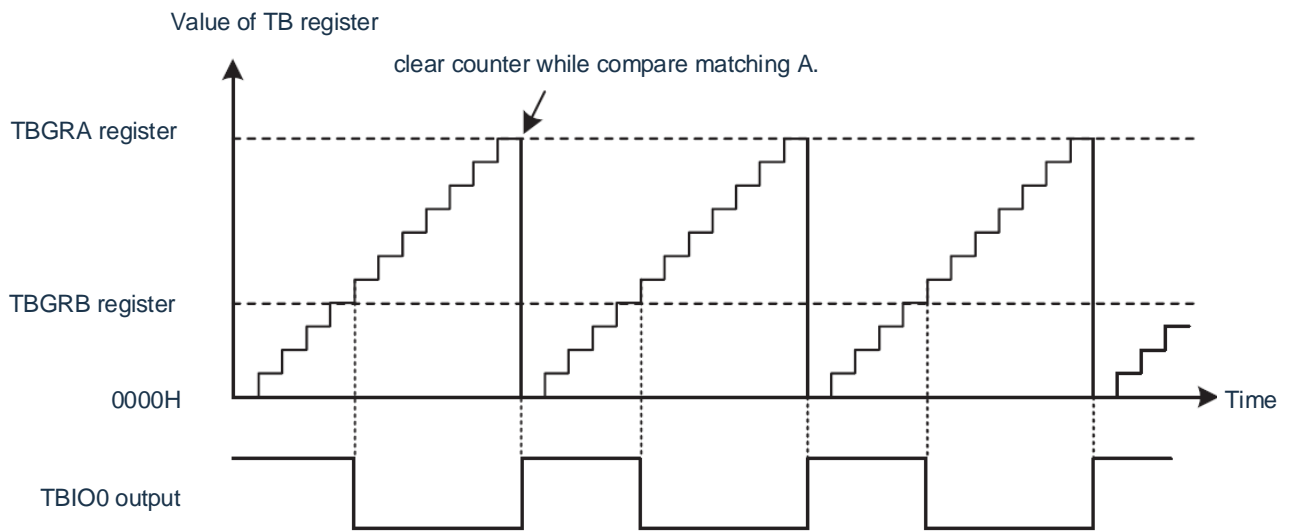 Value of TB register
clear counter while compare matching A.
TBGRA register
TBGRB register
0000H
Time
TBIO0 output